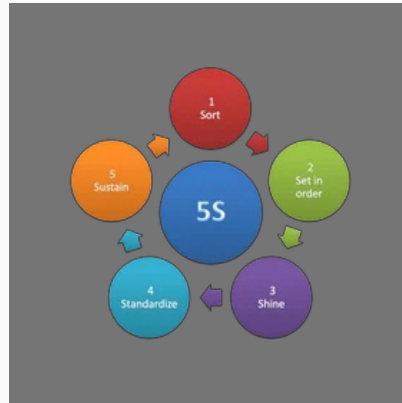 1
Sort
2
Set in
order
3
Shine
4
Standardize
5
Sustain
5S